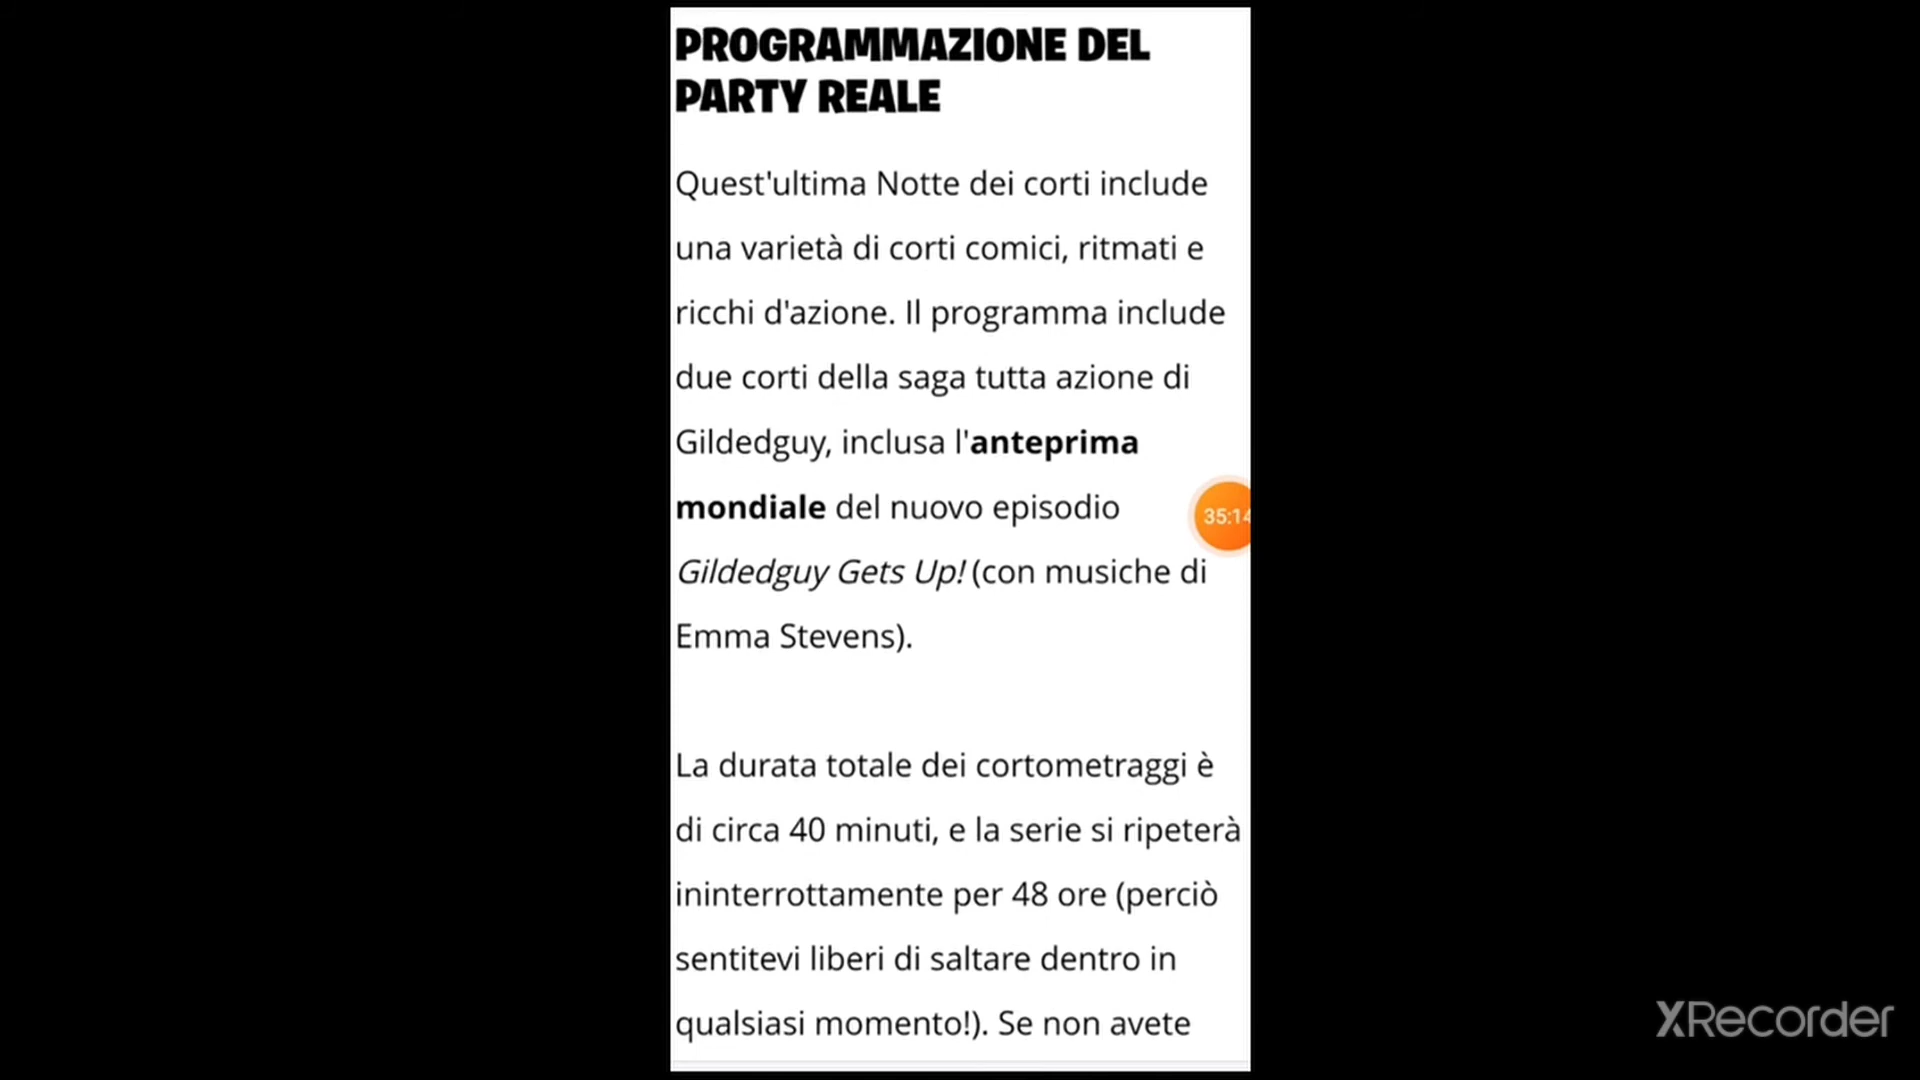 PROGRAMMAZIONE DEL
PARTY REALE
Quest'ultima Notte dei corti include
una varietà di corti comici, ritmati e
ricchi d'azione. Il programma include
due corti della saga tutta azione di
Gildedguy, inclusa l'anteprima
mondiale del nuovo episodio
35:14
Gildedguy Gets Up! (con musiche di
Emma Stevens).
La durata totale dei cortometraggi è
di circa 40 minuti, e la serie si ripeterà
ininterrottamente per 48 ore (perciò
sentitevi liberi di saltare dentro in
qualsiasi momento!). Se non avete
XRecorder